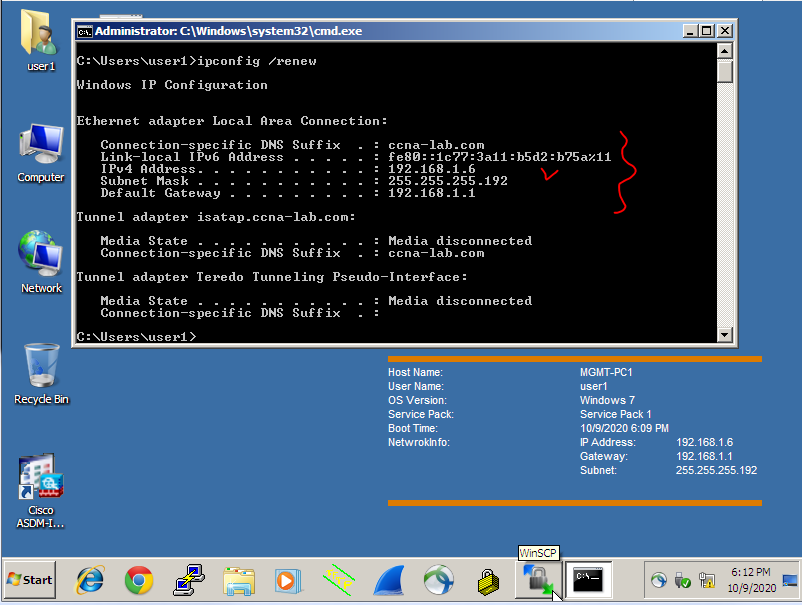 user1
Administrator: C:\Windows\system32\cmd.exe
C:\Users\user1>ipconfig /renew
Windows IP Configuration
Ethernet adapter Local Area Connection:
Connection-specific DNS Suffix . : ccna-lab.com
Link-local IPv6 Address . . . . . : fe80::1c77:3a11:b5d2:b75a%11
IPv4 Address. . . . . . . . . . . : 192.168.1.6
Subnet Mask . . . . . . . . . . . : 255.255.255.192
Default Gateway . . . . . . . . . : 192.168.1.1
Tunnel adapter isatap.ccna-lab.com:
Media State . . . . . . . . . . . : Media disconnected
Connection-specific DNS Suffix . : ccna-lab.com
Tunnel adapter Teredo Tunneling Pseudo-Interface:
Media State . . . . . . . . . . . : Media disconnected
Connection-specific DNS Suffix . :
C:\Users\user1>
Computer
Network
Recycle Bin
Cisco
ASDM-I...
Host Name: MGMT-PC1
User Name: user1
OS Version: Windows 7
Service Pack: Service Pack 1
Boot Time: 10/9/2020 6:09 PM
NetwrokInfo: IP Address: 192.168.1.6
Gateway: 192.168.1.1
Subnet: 255.255.255.192
WinSCP
Start
C:\_
6:12 PM
10/9/2020